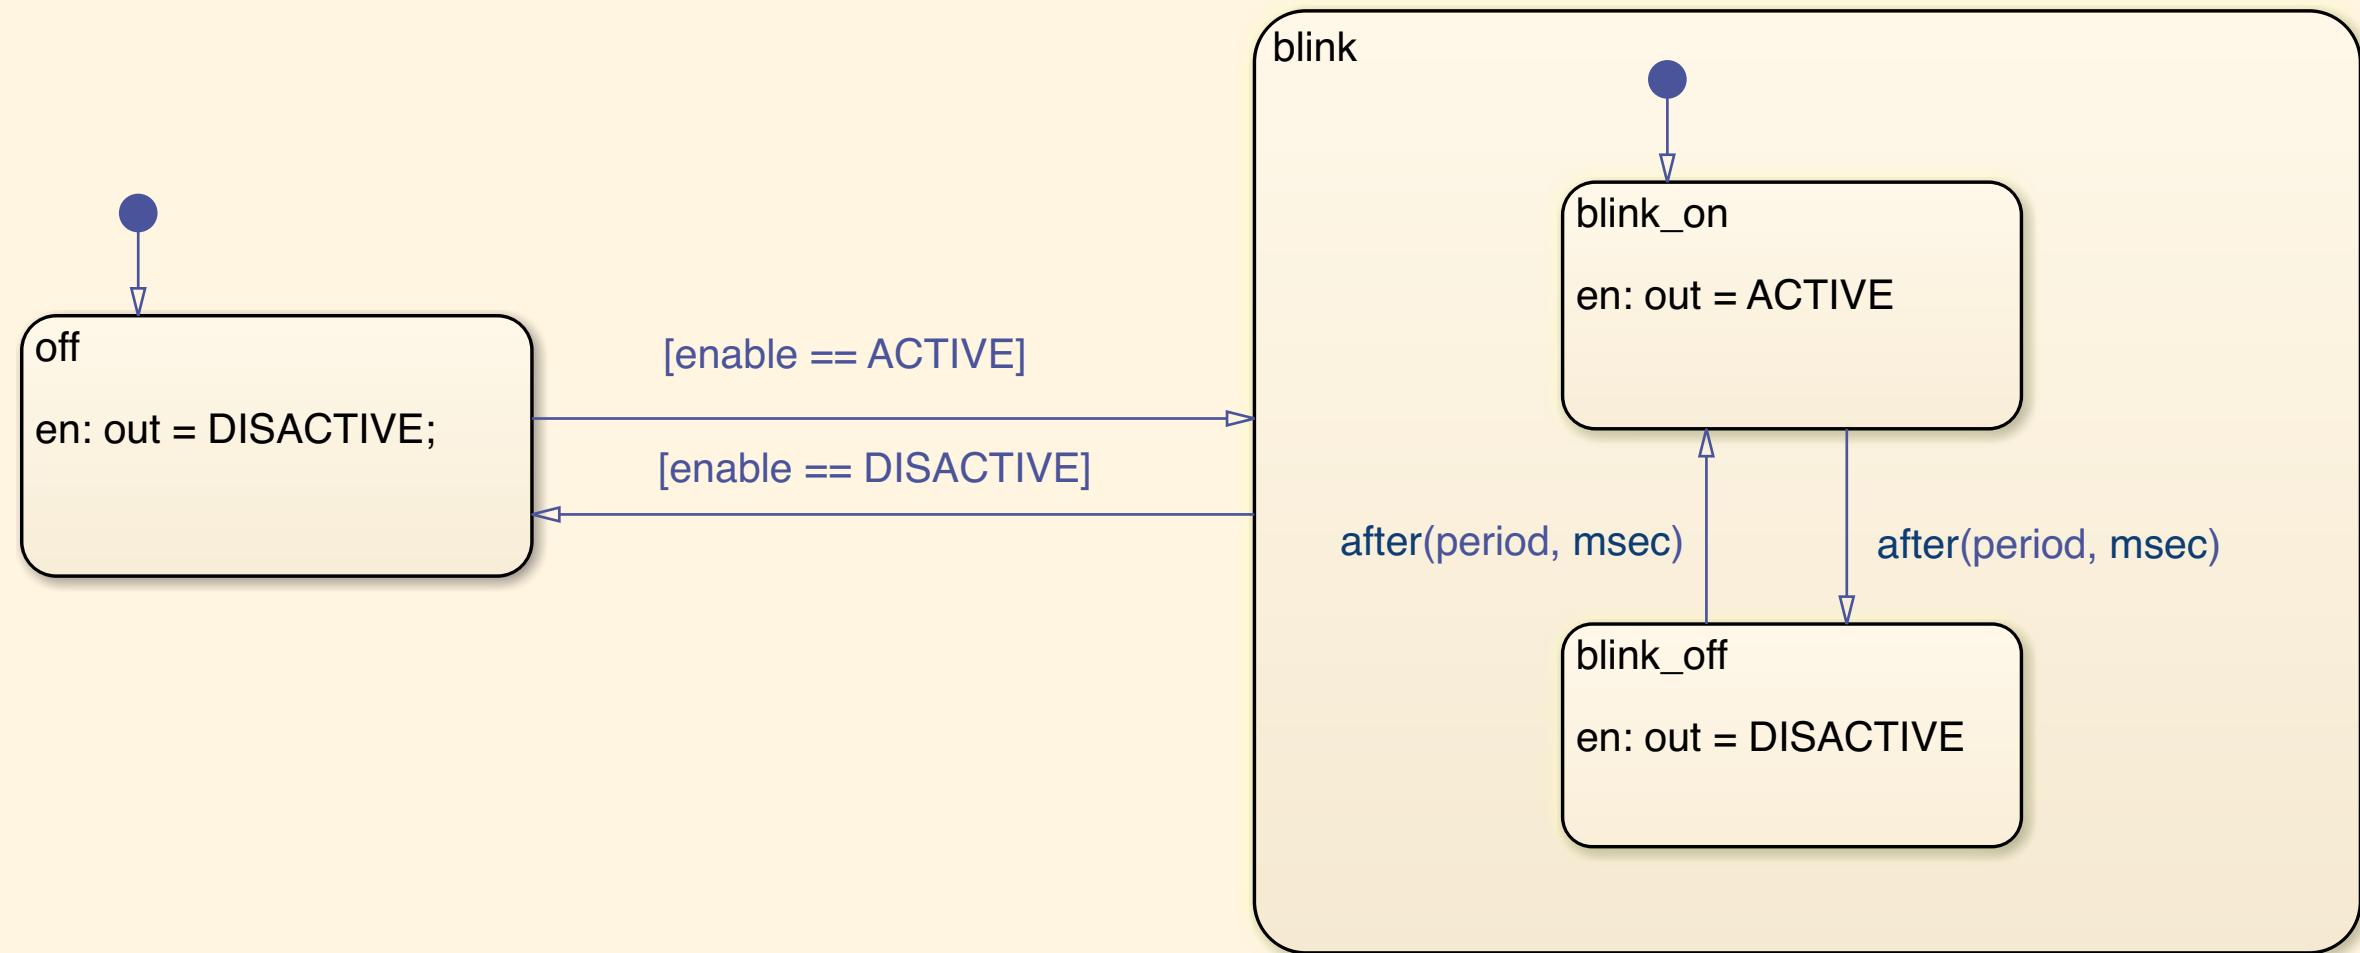 off
en: out = DISACTIVE;
[enable == ACTIVE]
[enable == DISACTIVE]
blink
blink_on
en: out = ACTIVE
after(period, msec)
after(period, msec)
blink_off
en: out = DISACTIVE